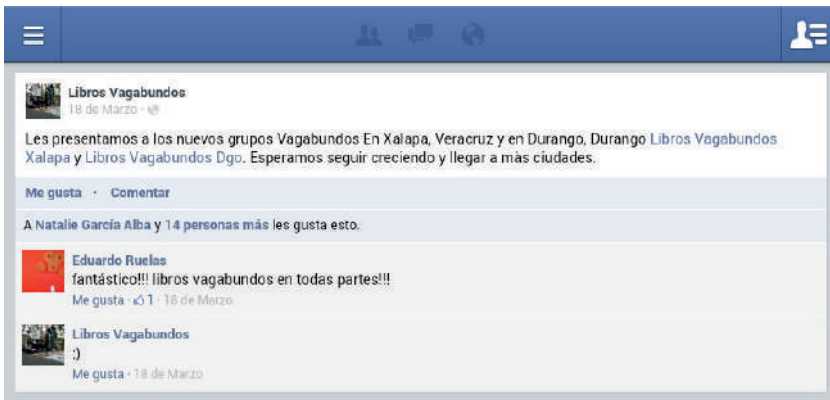 Libros Vagabundos
18 de Marzo ·
Les presentamos a los nuevos grupos Vagabundos En Xalapa, Veracruz y en Durango, Durango Libros Vagabundos
Xalapa y Libros Vagabundos Dgo. Esperamos seguir creciendo y llegar a màs ciudades.
Me gusta · Comentar
A Natalie García Alba y 14 personas más les gusta esto.
Eduardo Ruelas
fantástico!!! libros vagabundos en todas partes!!!
Me gusta · 1 · 18 de Marzo
Libros Vagabundos
:)
Me gusta · 18 de Marzo